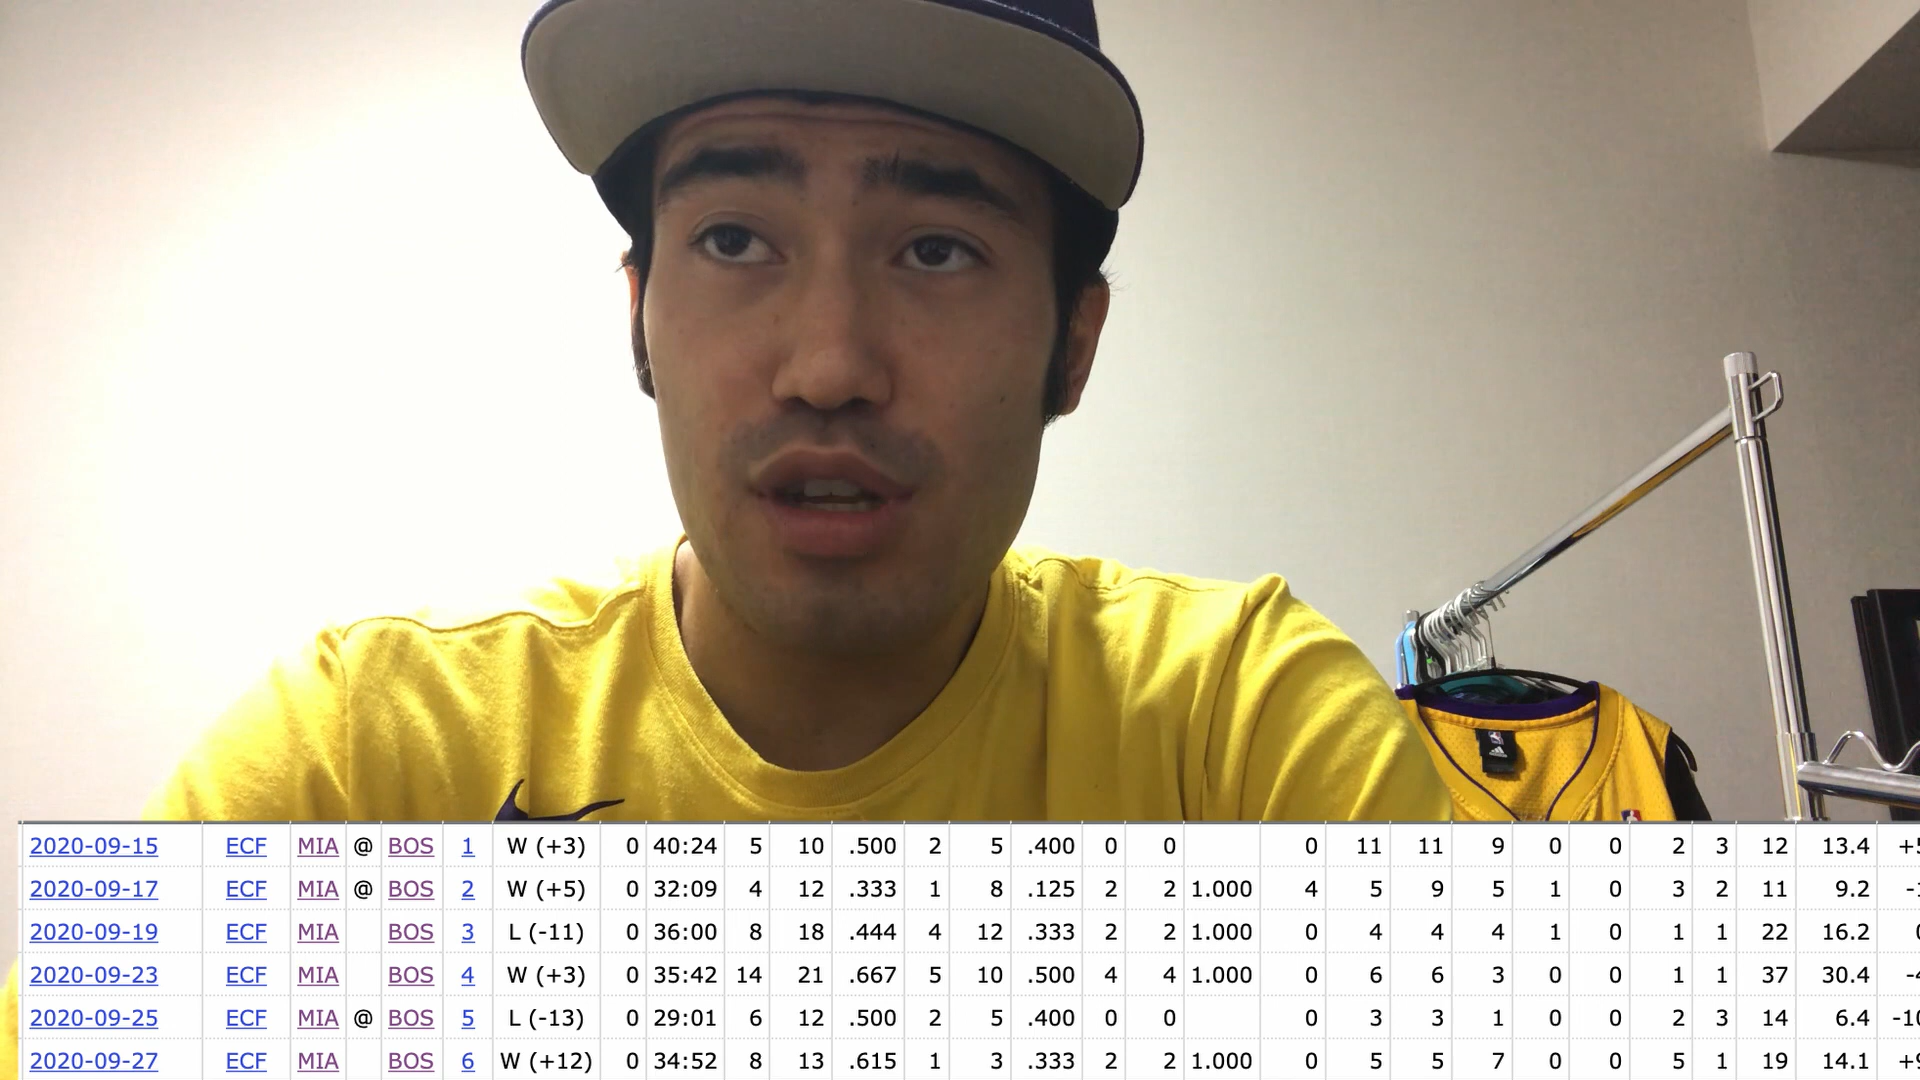 2020-09-15 ECF MIA @ BOS 1 W (+3) 0 40:24 5 10 .500 2 5 .400 0 0 0 11 11 9 0 0 2 3 12 13.4
2020-09-17 ECF MIA @ BOS 2 W (+5) 0 32:09 4 12 .333 1 8 .125 2 2 1.000 4 5 9 5 1 0 3 2 11 9.2
2020-09-19 ECF MIA BOS 3 L (-11) 0 36:00 8 18 .444 4 12 .333 2 2 1.000 0 4 4 4 1 0 1 1 22 16.2
2020-09-23 ECF MIA BOS 4 W (+3) 0 35:42 14 21 .667 5 10 .500 4 4 1.000 0 6 6 3 0 0 1 1 37 30.4
2020-09-25 ECF MIA @ BOS 5 L (-13) 0 29:01 6 12 .500 2 5 .400 0 0 0 3 3 1 0 0 2 3 14 6.4
2020-09-27 ECF MIA BOS 6 W (+12) 0 34:52 8 13 .615 1 3 .333 2 2 1.000 0 5 5 7 0 0 5 1 19 14.1